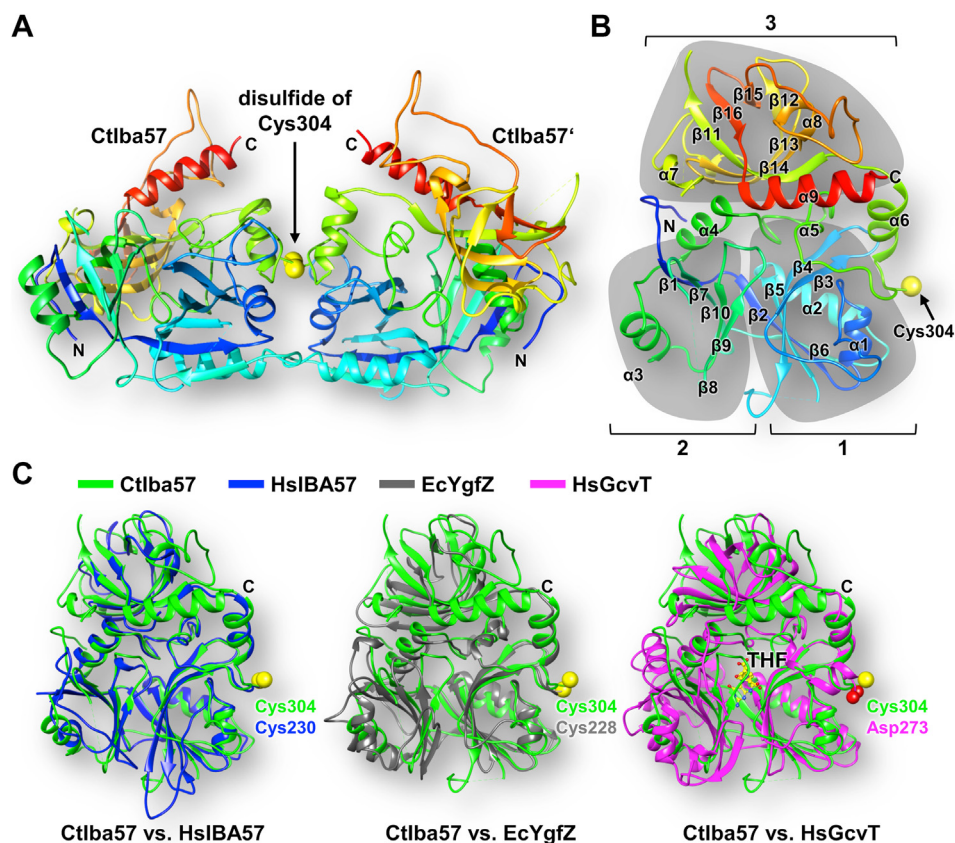 A
disulfide of
Cys304
CtIba57
C
CtIba57‘
C
N
N
B
3
β15
β12
β16
α8
β11
β13
β14
α7
C
α9
α6
N
α4
α5
β4
β1
β3
β7
β5
α2
β10
β2
Cys304
α1
β9
β6
α3
β8
2
1
C
CtIba57
HsIBA57
EcYgfZ
HsGcvT
C
Cys304
Cys230
CtIba57 vs. HsIBA57
C
Cys304
Cys228
CtIba57 vs. EcYgfZ
C
THF
Cys304
Asp273
CtIba57 vs. HsGcvT